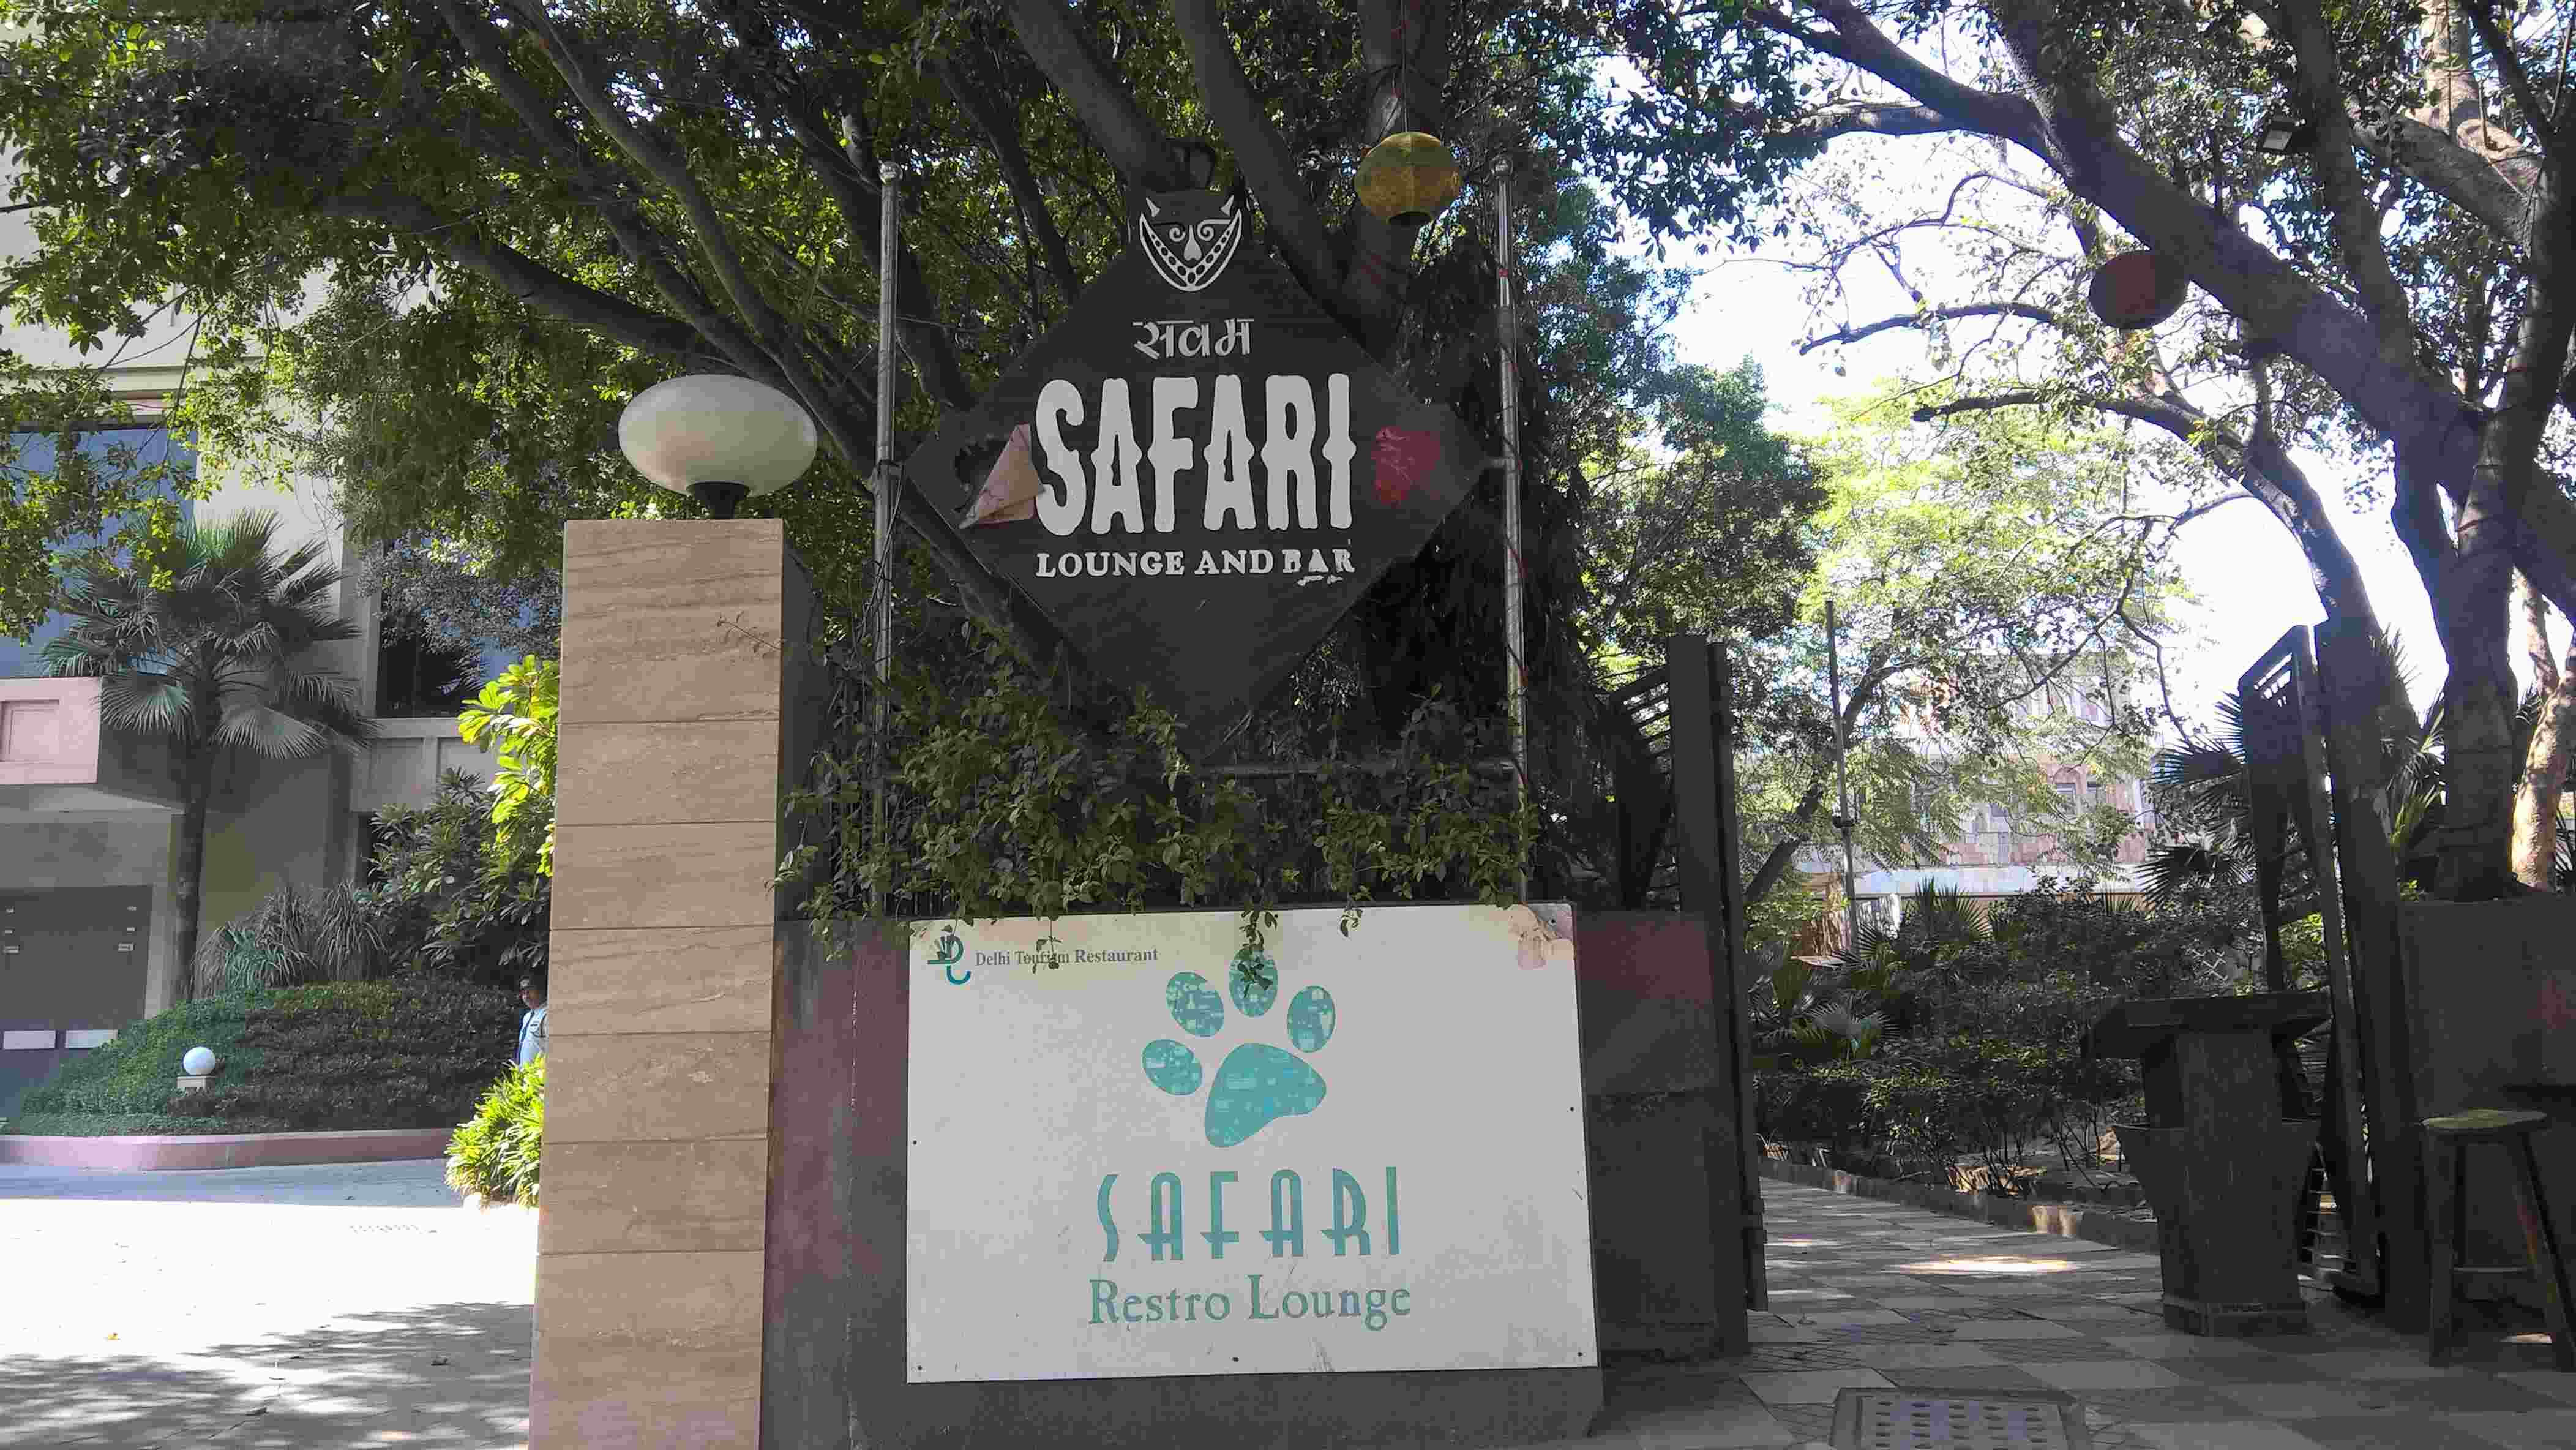 सवम
SAFARI
LOUNGE AND BAR
Delhi Tourism Restaurant
SAFARI
Restro Lounge